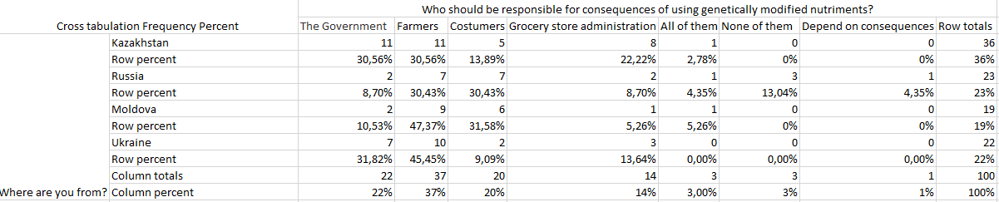 Who should be responsible for consequences of using genetically modified nutriments?
Cross tabulation Frequency Percent The Government Farmers Costumers Grocery store administration All of them None of them Depend on consequences Row totals
Kazakhstan 11 11 5 8 1 0 0 36
Row percent 30,56% 30,56% 13,89% 22,22% 2,78% 0% 0% 36%
Russia 2 7 7 2 1 3 1 23
Row percent 8,70% 30,43% 30,43% 8,70% 4,35% 13,04% 4,35% 23%
Moldova 2 9 6 1 1 0 0 19
Row percent 10,53% 47,37% 31,58% 5,26% 5,26% 0% 0% 19%
Ukraine 7 10 2 3 0 0 0 22
Row percent 31,82% 45,45% 9,09% 13,64% 0,00% 0,00% 0,00% 22%
Column totals 22 37 20 14 3 3 1 100
Where are you from? Column percent 22% 37% 20% 14% 3,00% 3% 1% 100%